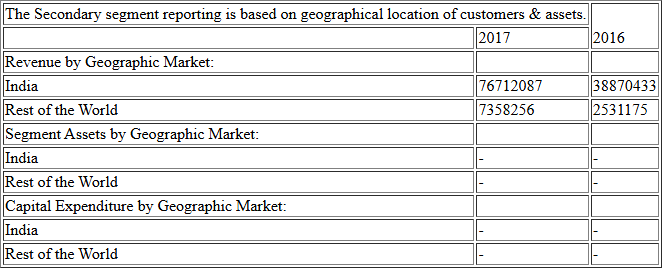 The Secondary segment reporting is based on geographical location of customers & assets.
2017 2016
Revenue by Geographic Market:
India 76712087 38870433
Rest of the World 7358256 2531175
Segment Assets by Geographic Market:
India - -
Rest of the World - -
Capital Expenditure by Geographic Market:
India - -
Rest of the World - -